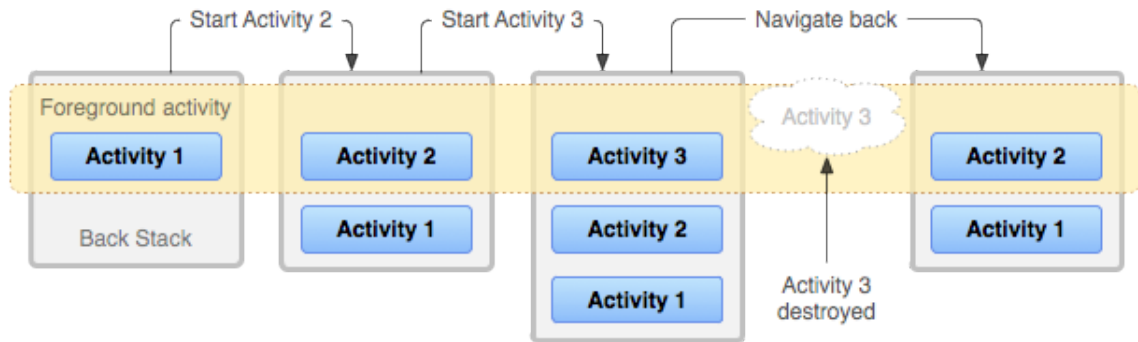 Start Activity 2
Start Activity 3
Navigate back
Foreground activity
Activity 3
Activity 1
Activity 2
Activity 3
Activity 2
Back Stack
Activity 1
Activity 2
Activity 1
Activity 1
Activity 3
destroyed